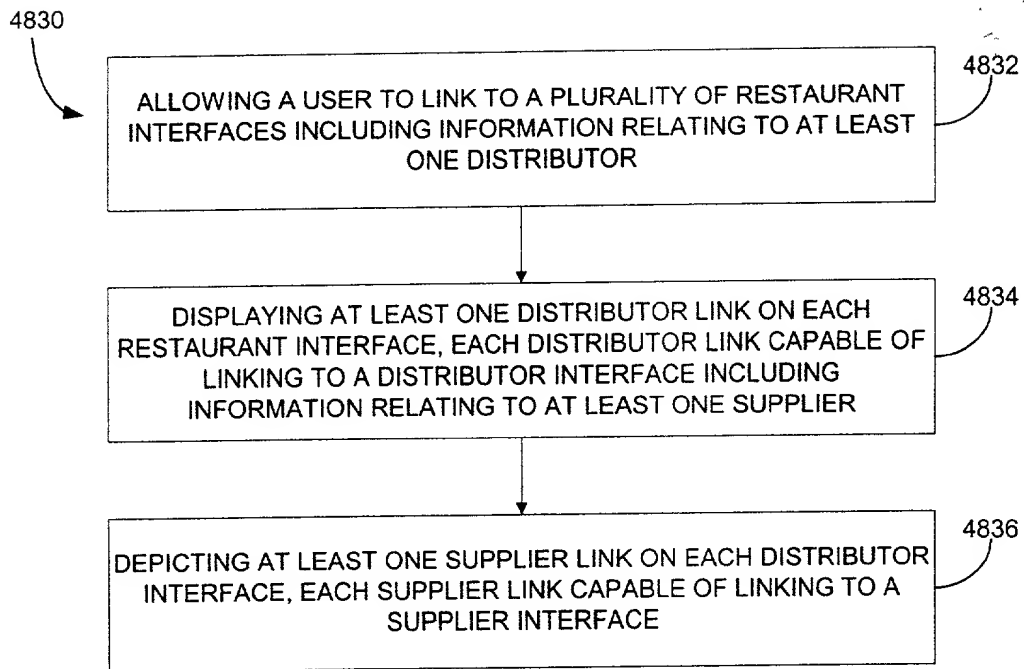 4830
4832
ALLOWING A USER TO LINK TO A PLURALITY OF RESTAURANT
INTERFACES INCLUDING INFORMATION RELATING TO AT LEAST
ONE DISTRIBUTOR
4834
DISPLAYING AT LEAST ONE DISTRIBUTOR LINK ON EACH
RESTAURANT INTERFACE, EACH DISTRIBUTOR LINK CAPABLE OF
LINKING TO A DISTRIBUTOR INTERFACE INCLUDING
INFORMATION RELATING TO AT LEAST ONE SUPPLIER
4836
DEPICTING AT LEAST ONE SUPPLIER LINK ON EACH DISTRIBUTOR
INTERFACE, EACH SUPPLIER LINK CAPABLE OF LINKING TO A
SUPPLIER INTERFACE